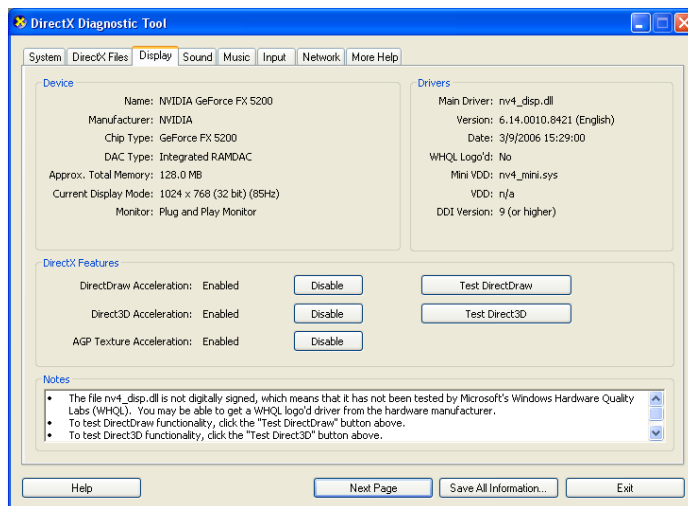 DirectX Diagnostic Tool
System DirectX Files Display Sound Music Input Network More Help
Device
Name: NVIDIA GeForce FX 5200
Manufacturer: NVIDIA
Chip Type: GeForce FX 5200
DAC Type: Integrated RAMDAC
Approx. Total Memory: 128.0 MB
Current Display Mode: 1024 x 768 (32 bit) (85Hz)
Monitor: Plug and Play Monitor
Drivers
Main Driver: nv4_disp.dll
Version: 6.14.0010.8421 (English)
Date: 3/9/2006 15:29:00
WHQL Logo'd: No
Mini VDD: nv4_mini.sys
VDD: n/a
DDI Version: 9 (or higher)
DirectX Features
DirectDraw Acceleration: Enabled Disable Test DirectDraw
Direct3D Acceleration: Enabled Disable Test Direct3D
AGP Texture Acceleration: Enabled Disable
Notes
• The file nv4_disp.dll is not digitally signed, which means that it has not been tested by Microsoft's Windows Hardware Quality
Labs (WHQL). You may be able to get a WHQL logo'd driver from the hardware manufacturer.
• To test DirectDraw functionality, click the "Test DirectDraw" button above.
• To test Direct3D functionality, click the "Test Direct3D" button above.
Help Next Page Save All Information... Exit